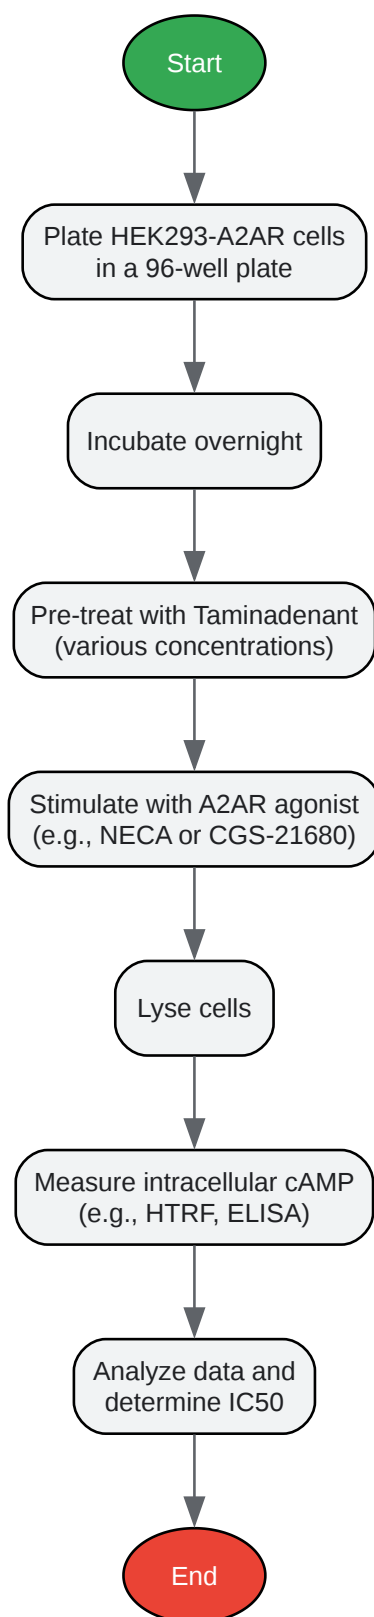 Start
Plate HEK293-A2AR cells
in a 96-well plate
Incubate overnight
Pre-treat with Taminadenant
(various concentrations)
Stimulate with A2AR agonist
(e.g., NECA or CGS-21680)
Lyse cells
Measure intracellular cAMP
(e.g., HTRF, ELISA)
Analyze data and
determine IC50
End